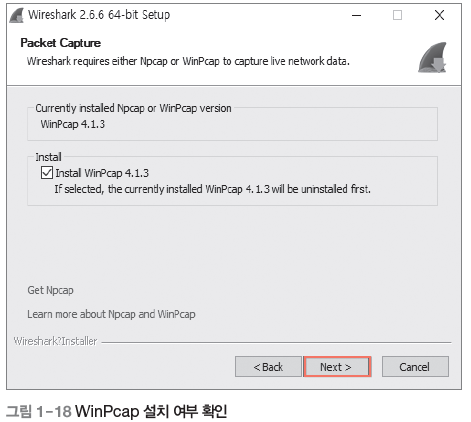 Wireshark 2.6.6 64-bit Setup
Packet Capture
Wireshark requires either Npcap or WinPcap to capture live network data.
Currently installed Npcap or WinPcap version
WinPcap 4.1.3
Install
Install WinPcap 4.1.3
If selected, the currently installed WinPcap 4.1.3 will be uninstalled first.
Get Npcap
Learn more about Npcap and WinPcap
Wireshark?Installer
< Back Next > Cancel
그림 1-18 WinPcap 설치 여부 확인